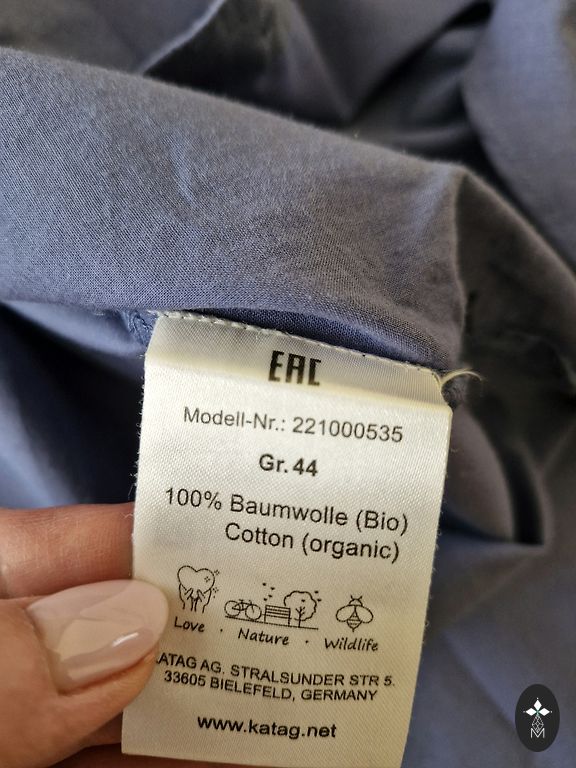 EAC
Modell-Nr.: 221000535
Gr. 44
100% Baumwolle (Bio)
Cotton (organic)
Love · Nature · Wildlife
KATAG AG. STRALSUNDER STR 5.
33605 BIELEFELD, GERMANY
www.katag.net
M